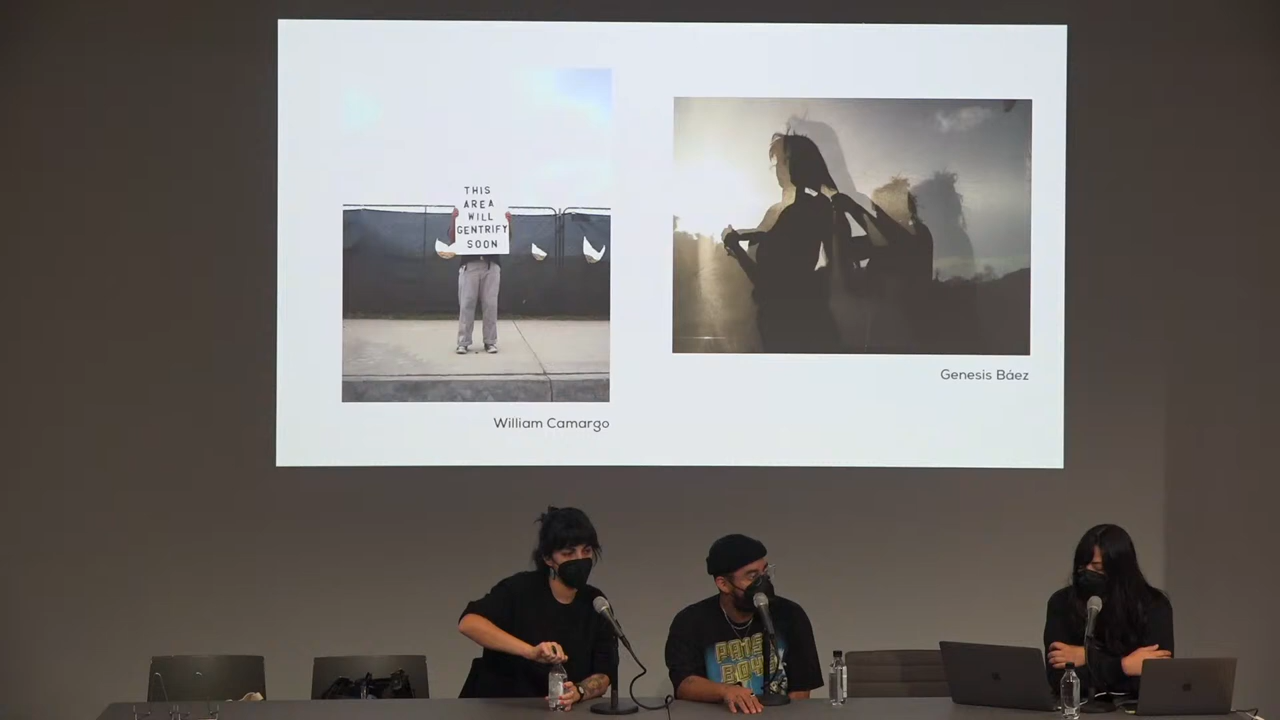 THIS
AREA
WILL
GENTRIFY
SOON
William Camargo
Genesis Báez